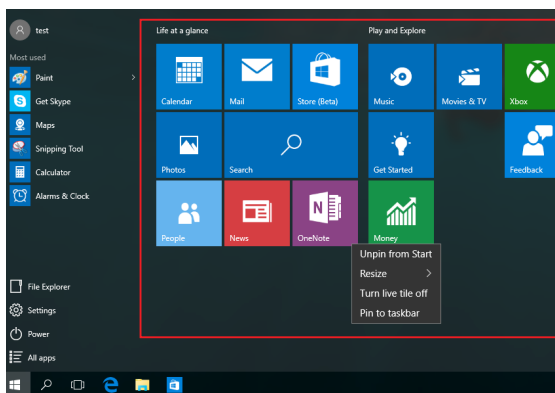 test
Most used
Paint
Get Skype
Maps
Snipping Tool
Calculator
Alarms & Clock
File Explorer
Settings
Power
All apps
Life at a glance
Play and Explore
Calendar
Mail
Store (Beta)
Music
Movies & TV
Xbox
Photos
Search
Get Started
Feedback
People
News
OneNote
Money
Unpin from Start
Resize
Turn live tile off
Pin to taskbar